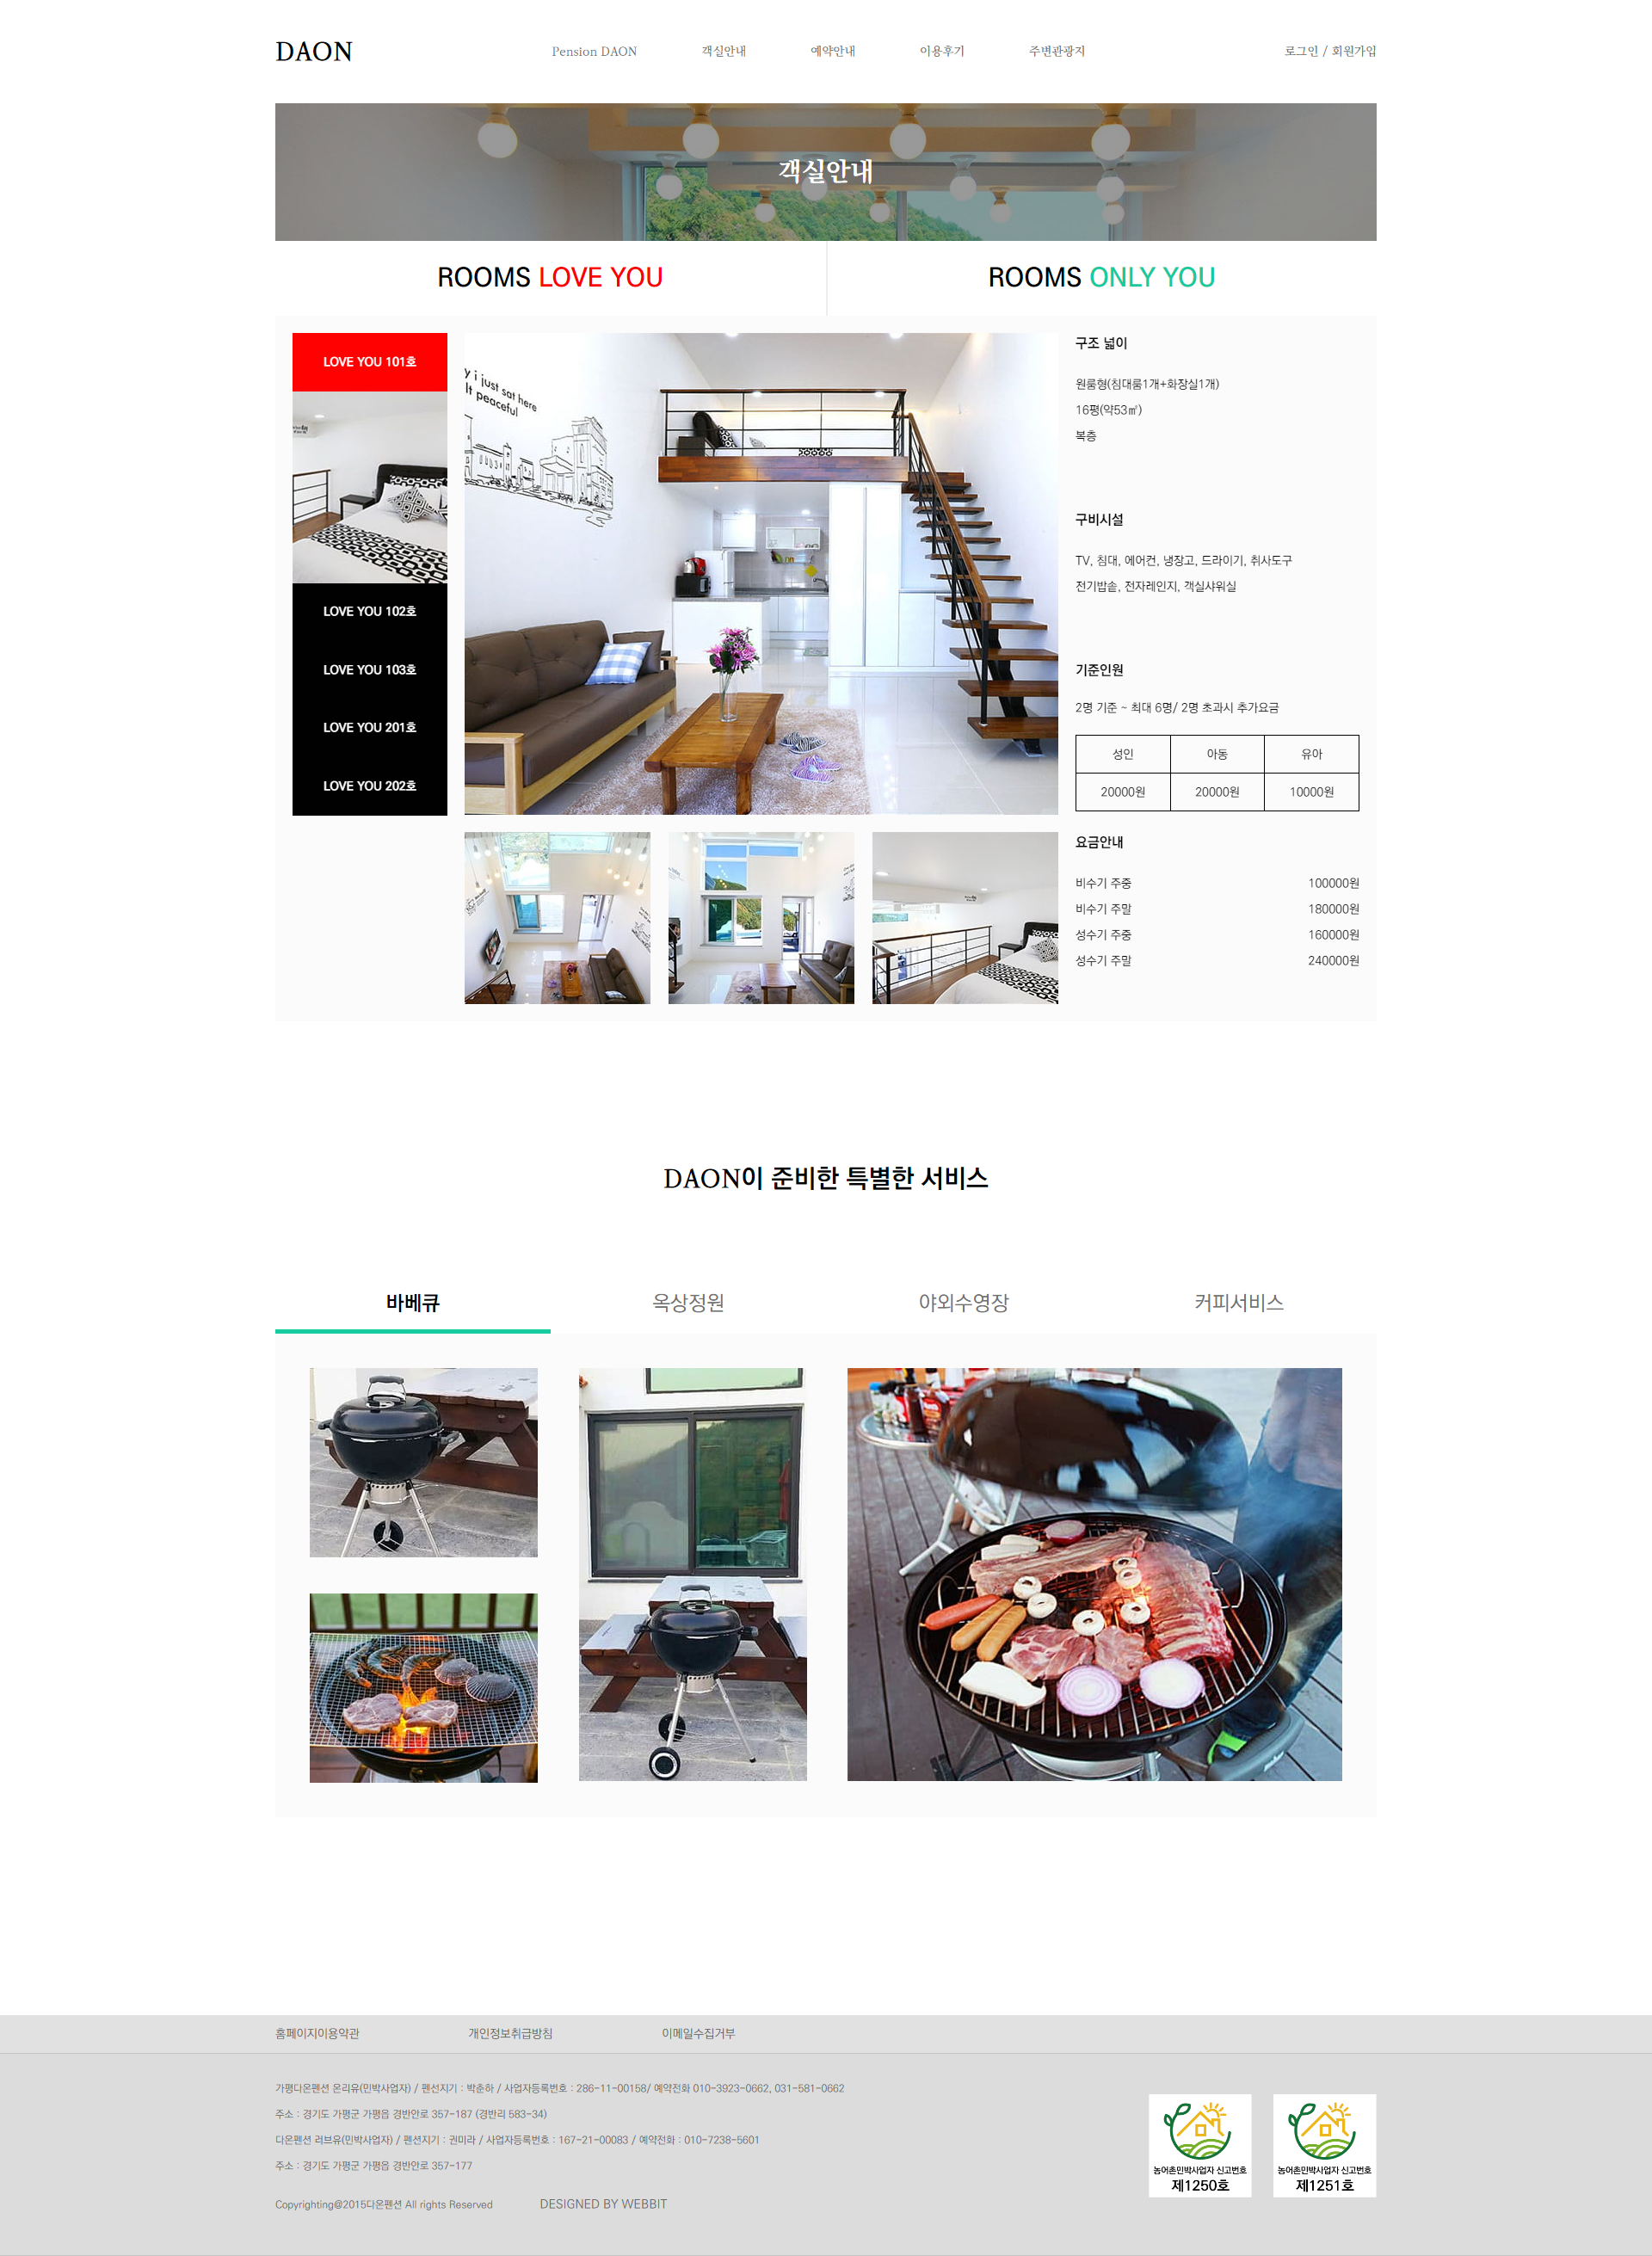 DAON
Pension DAON
객실안내
예약안내
이용후기
주변관광지
로그인 / 회원가입
객실안내
ROOMS LOVE YOU
ROOMS ONLY YOU
LOVE YOU 101호
LOVE YOU 102호
LOVE YOU 103호
LOVE YOU 201호
LOVE YOU 202호
y i just sat here
It peaceful
구조 넓이
원룸형(침대룸1개+화장실1개)
16평(약53㎡)
복층
구비시설
TV, 침대, 에어컨, 냉장고, 드라이기, 취사도구
전기밥솥, 전자레인지, 객실샤워실
기준인원
2명 기준 ~ 최대 6명/ 2명 초과시 추가요금
성인 아동 유아
20000원 20000원 10000원
요금안내
비수기 주중 100000원
비수기 주말 180000원
성수기 주중 160000원
성수기 주말 240000원
DAON이 준비한 특별한 서비스
바베큐
옥상정원
야외수영장
커피서비스
홈페이지이용약관
개인정보취급방침
이메일수집거부
가평다온펜션 온리유(민박사업자) / 펜션지기 : 박춘하 / 사업자등록번호 : 286-11-00158/ 예약전화 010-3923-0662, 031-581-0662
주소 : 경기도 가평군 가평읍 경반안로 357-187 (경반리 583-34)
다온펜션 러브유(민박사업자) / 펜션지기 : 권미라 / 사업자등록번호 : 167-21-00083 / 예약전화 : 010-7238-5601
주소 : 경기도 가평군 가평읍 경반안로 357-177
Copyrighting@2015다온펜션 All rights Reserved
DESIGNED BY WEBBIT
농어촌민박사업자 신고번호
제1250호
농어촌민박사업자 신고번호
제1251호